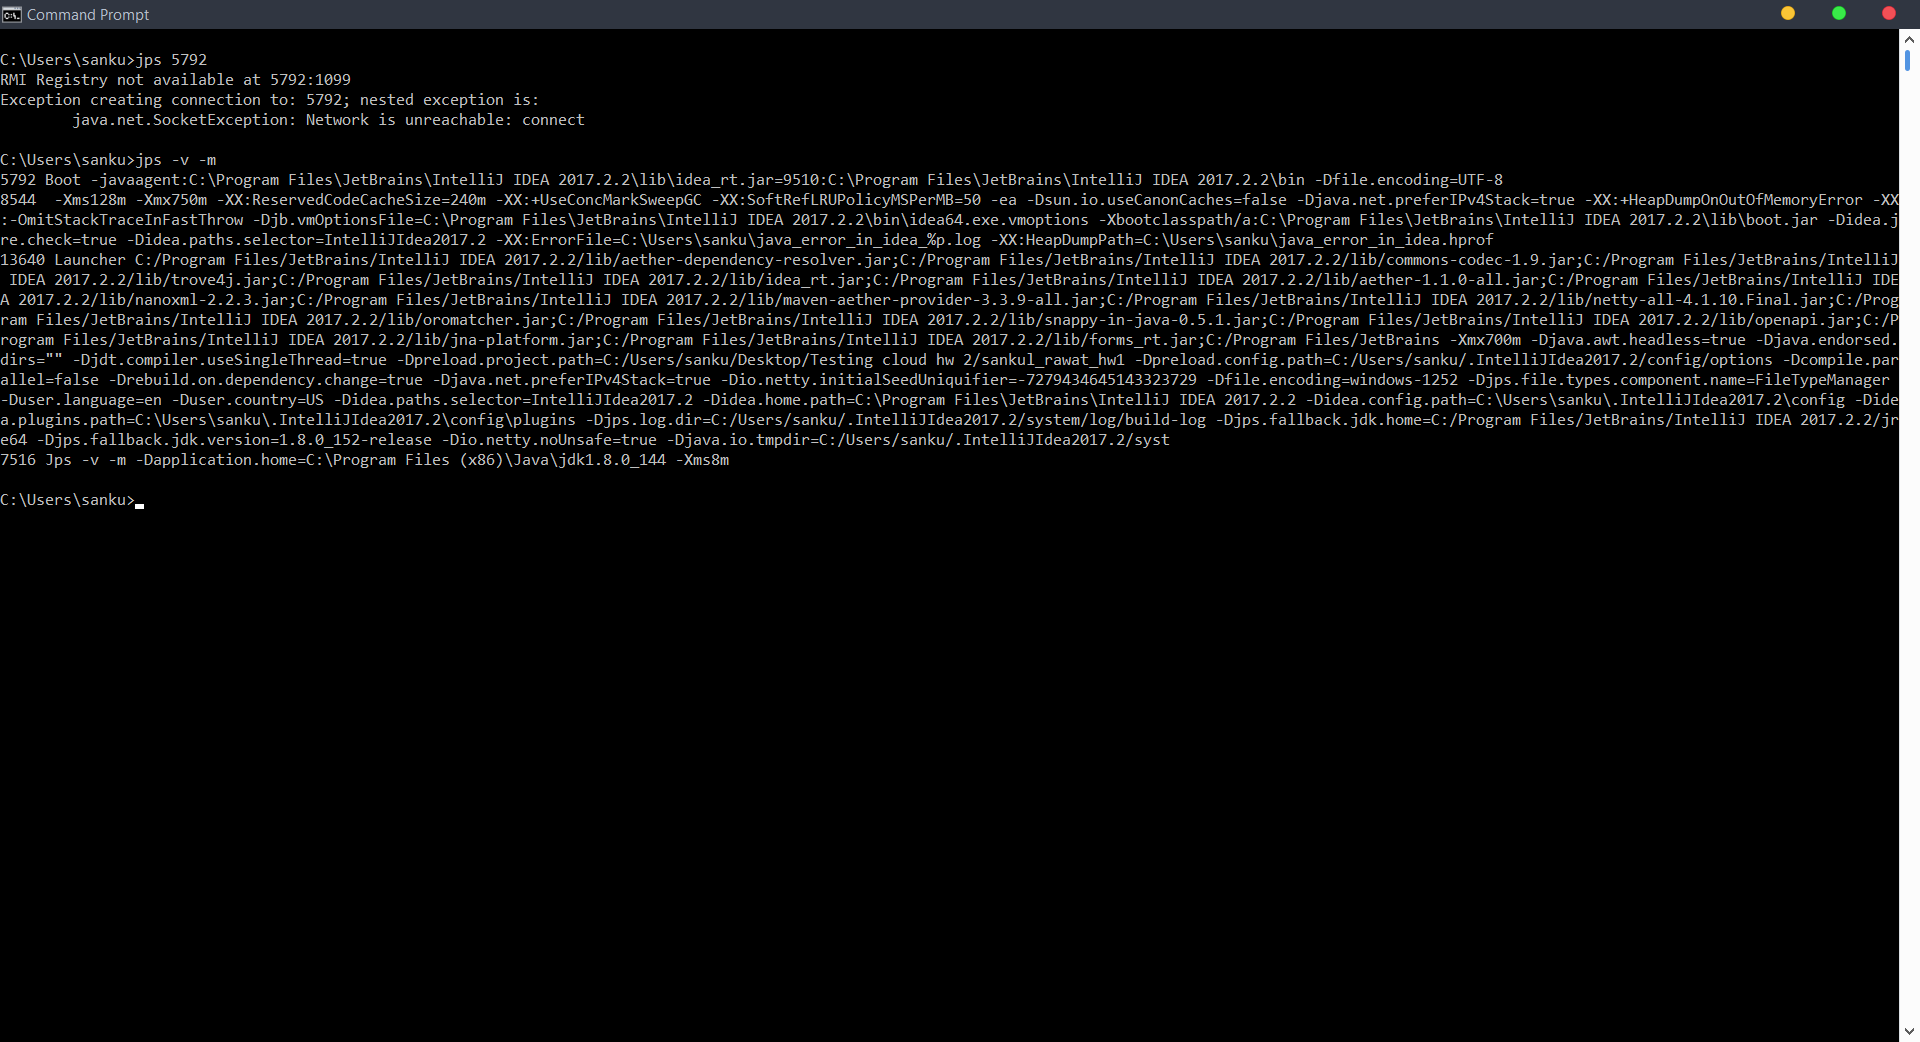 Command Prompt
C:\Users\sanku>jps 5792
RMI Registry not available at 5792:1099
Exception creating connection to: 5792; nested exception is:
        java.net.SocketException: Network is unreachable: connect
C:\Users\sanku>jps -v -m
5792 Boot -javaagent:C:\Program Files\JetBrains\IntelliJ IDEA 2017.2.2\lib\idea_rt.jar=9510:C:\Program Files\JetBrains\IntelliJ IDEA 2017.2.2\bin -Dfile.encoding=UTF-8
8544  -Xms128m -Xmx750m -XX:ReservedCodeCacheSize=240m -XX:+UseConcMarkSweepGC -XX:SoftRefLRUPolicyMSPerMB=50 -ea -Dsun.io.useCanonCaches=false -Djava.net.preferIPv4Stack=true -XX:+HeapDumpOnOutOfMemoryError -XX
:-OmitStackTraceInFastThrow -Djb.vmOptionsFile=C:\Program Files\JetBrains\IntelliJ IDEA 2017.2.2\bin\idea64.exe.vmoptions -Xbootclasspath/a:C:\Program Files\JetBrains\IntelliJ IDEA 2017.2.2\lib\boot.jar -Didea.j
re.check=true -Didea.paths.selector=IntelliJIdea2017.2 -XX:ErrorFile=C:\Users\sanku\java_error_in_idea_%p.log -XX:HeapDumpPath=C:\Users\sanku\java_error_in_idea.hprof
13640 Launcher C:/Program Files/JetBrains/IntelliJ IDEA 2017.2.2/lib/aether-dependency-resolver.jar;C:/Program Files/JetBrains/IntelliJ IDEA 2017.2.2/lib/commons-codec-1.9.jar;C:/Program Files/JetBrains/IntelliJ
 IDEA 2017.2.2/lib/trove4j.jar;C:/Program Files/JetBrains/IntelliJ IDEA 2017.2.2/lib/idea_rt.jar;C:/Program Files/JetBrains/IntelliJ IDEA 2017.2.2/lib/aether-1.1.0-all.jar;C:/Program Files/JetBrains/IntelliJ IDE
A 2017.2.2/lib/nanoxml-2.2.3.jar;C:/Program Files/JetBrains/IntelliJ IDEA 2017.2.2/lib/maven-aether-provider-3.3.9-all.jar;C:/Program Files/JetBrains/IntelliJ IDEA 2017.2.2/lib/netty-all-4.1.10.Final.jar;C:/Prog
ram Files/JetBrains/IntelliJ IDEA 2017.2.2/lib/oromatcher.jar;C:/Program Files/JetBrains/IntelliJ IDEA 2017.2.2/lib/snappy-in-java-0.5.1.jar;C:/Program Files/JetBrains/IntelliJ IDEA 2017.2.2/lib/openapi.jar;C:/P
rogram Files/JetBrains/IntelliJ IDEA 2017.2.2/lib/jna-platform.jar;C:/Program Files/JetBrains/IntelliJ IDEA 2017.2.2/lib/forms_rt.jar;C:/Program Files/JetBrains -Xmx700m -Djava.awt.headless=true -Djava.endorsed.
dirs="" -Djdt.compiler.useSingleThread=true -Dpreload.project.path=C:/Users/sanku/Desktop/Testing cloud hw 2/sankul_rawat_hw1 -Dpreload.config.path=C:/Users/sanku/.IntelliJIdea2017.2/config/options -Dcompile.par
allel=false -Drebuild.on.dependency.change=true -Djava.net.preferIPv4Stack=true -Dio.netty.initialSeedUniquifier=-7279434645143323729 -Dfile.encoding=windows-1252 -Djps.file.types.component.name=FileTypeManager
-Duser.language=en -Duser.country=US -Didea.paths.selector=IntelliJIdea2017.2 -Didea.home.path=C:\Program Files\JetBrains\IntelliJ IDEA 2017.2.2 -Didea.config.path=C:\Users\sanku\.IntelliJIdea2017.2\config -Dide
a.plugins.path=C:\Users\sanku\.IntelliJIdea2017.2\config\plugins -Djps.log.dir=C:/Users/sanku/.IntelliJIdea2017.2/system/log/build-log -Djps.fallback.jdk.home=C:/Program Files/JetBrains/IntelliJ IDEA 2017.2.2/jr
e64 -Djps.fallback.jdk.version=1.8.0_152-release -Dio.netty.noUnsafe=true -Djava.io.tmpdir=C:/Users/sanku/.IntelliJIdea2017.2/syst
7516 Jps -v -m -Dapplication.home=C:\Program Files (x86)\Java\jdk1.8.0_144 -Xms8m
C:\Users\sanku>